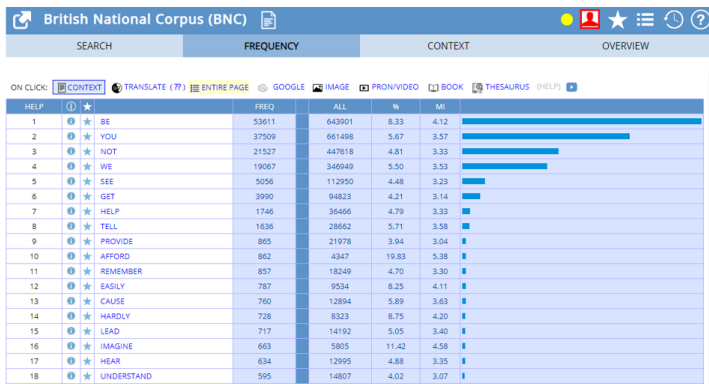 British National Corpus (BNC)
SEARCH FREQUENCY CONTEXT OVERVIEW
ON CLICK: CONTEXT TRANSLATE (??) ENTIRE PAGE GOOGLE IMAGE PRON/VIDEO BOOK THESAURUS (HELP)
HELP FREQ ALL % MI
1 BE 53611 643901 8.33 4.12
2 YOU 37509 661498 5.67 3.57
3 NOT 21527 447618 4.81 3.33
4 WE 19067 346949 5.50 3.53
5 SEE 5056 112950 4.48 3.23
6 GET 3990 94823 4.21 3.14
7 HELP 1746 36466 4.79 3.33
8 TELL 1636 28662 5.71 3.58
9 PROVIDE 865 21978 3.94 3.04
10 AFFORD 862 4347 19.83 5.38
11 REMEMBER 857 18249 4.70 3.30
12 EASILY 787 9534 8.25 4.11
13 CAUSE 760 12894 5.89 3.63
14 HARDLY 728 8323 8.75 4.20
15 LEAD 717 14192 5.05 3.40
16 IMAGINE 663 5805 11.42 4.58
17 HEAR 634 12995 4.88 3.35
18 UNDERSTAND 595 14807 4.02 3.07